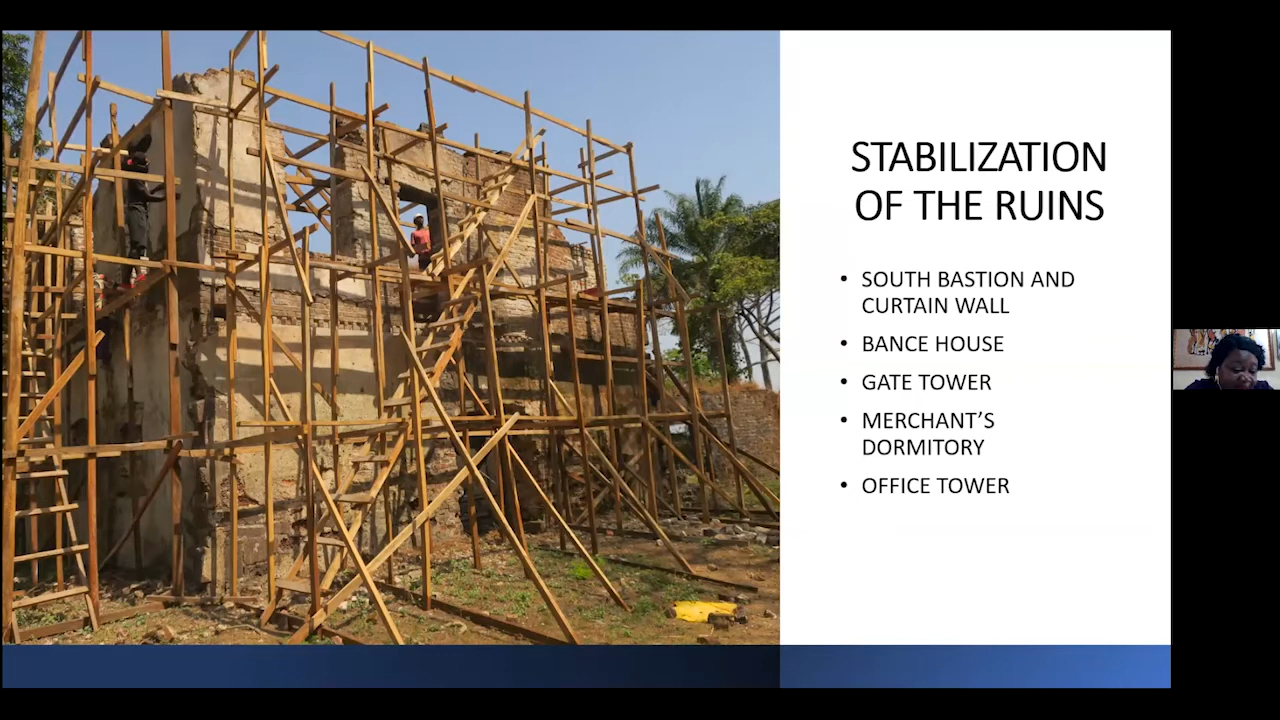 STABILIZATION
OF THE RUINS
• SOUTH BASTION AND
CURTAIN WALL
• BANCE HOUSE
• GATE TOWER
• MERCHANT'S
DORMITORY
• OFFICE TOWER